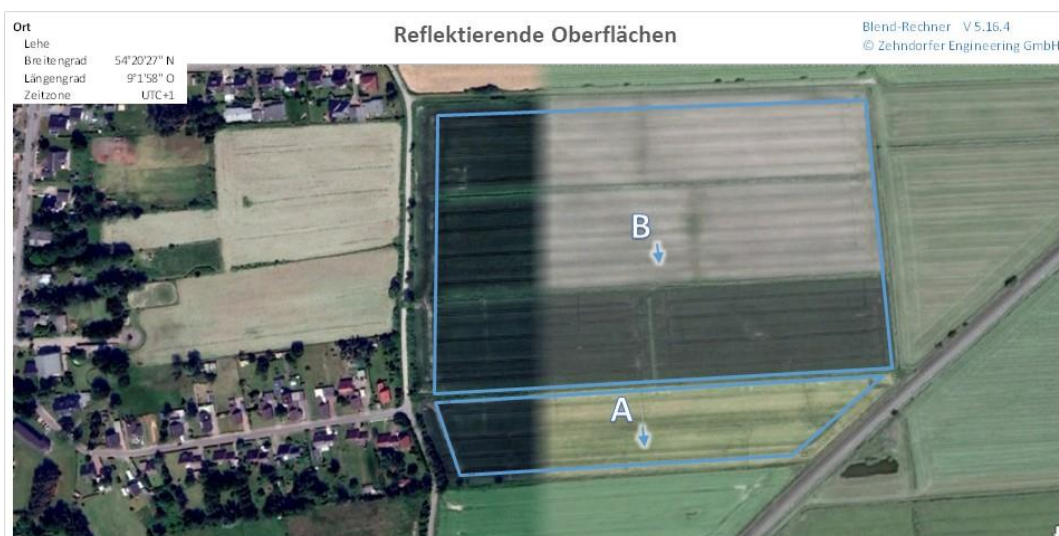 Ort
Lehe
Breitengrad 54°20'27" N
Längengrad 9°1'58" O
Zeitzone UTC+1
Reflektierende Oberflächen
Blend-Rechner V 5.16.4
© Zehndorfer Engineering GmbH
B
A